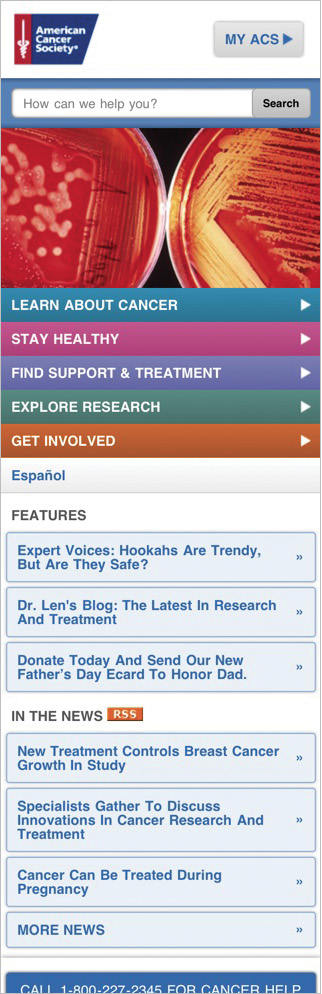 American
Cancer
Society®
MY ACS
How can we help you?
Search
LEARN ABOUT CANCER
STAY HEALTHY
FIND SUPPORT & TREATMENT
EXPLORE RESEARCH
GET INVOLVED
Español
FEATURES
Expert Voices: Hookahs Are Trendy,
But Are They Safe?
»
Dr. Len's Blog: The Latest In Research
And Treatment
»
Donate Today And Send Our New
Father's Day Ecard To Honor Dad.
»
IN THE NEWS RSS
New Treatment Controls Breast Cancer
Growth In Study
»
Specialists Gather To Discuss
Innovations In Cancer Research And
Treatment
»
Cancer Can Be Treated During
Pregnancy
»
MORE NEWS »
CALL 1-800-227-2345 FOR CANCER HELP